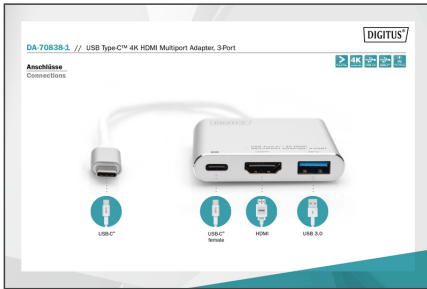 DIGITUS®
DA-70838-1 // USB Type-C™ 4K HDMI Multiport Adapter, 3-Port
Anschlüsse
Connections
4K
DIGITUS
USB-C™
USB-C™
female
HDMI
USB 3.0